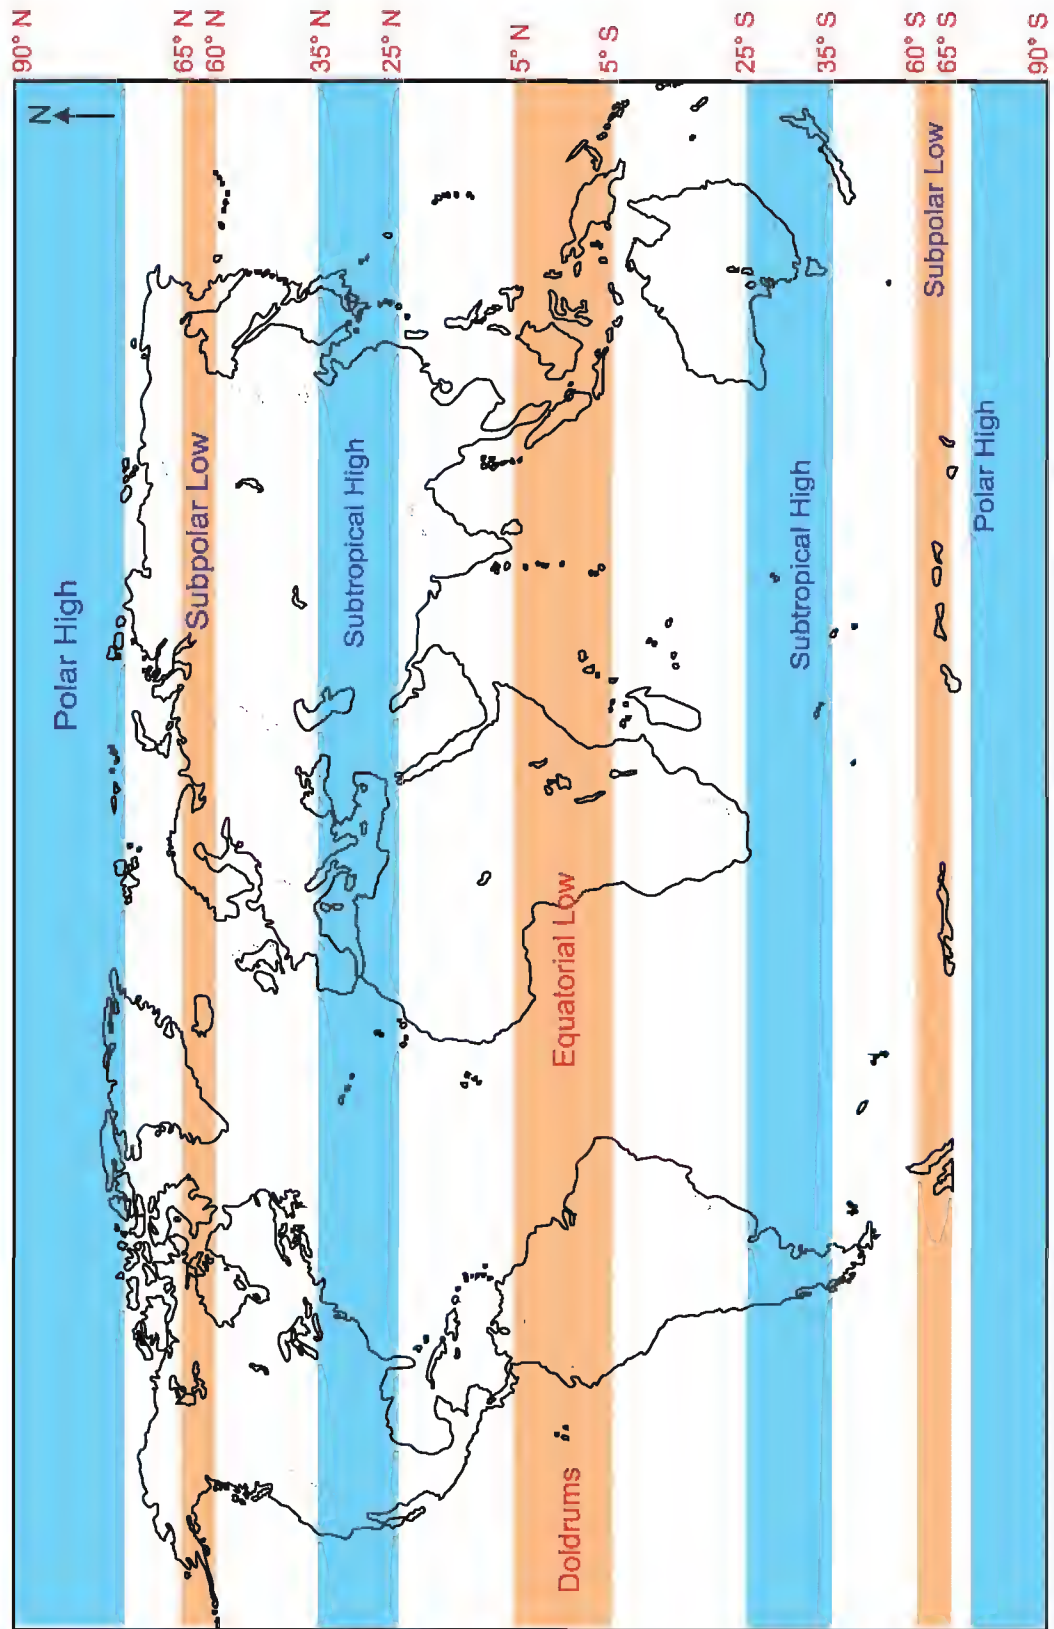 90° N
65° N
60° N
35° N
25° N
5° N
5° S
25° S
35° S
60° S
65° S
90° S
N
Polar High
Subpolar Low
Subtropical High
Equatorial Low
Doldrums
Subtropical High
Subpolar Low
Polar High